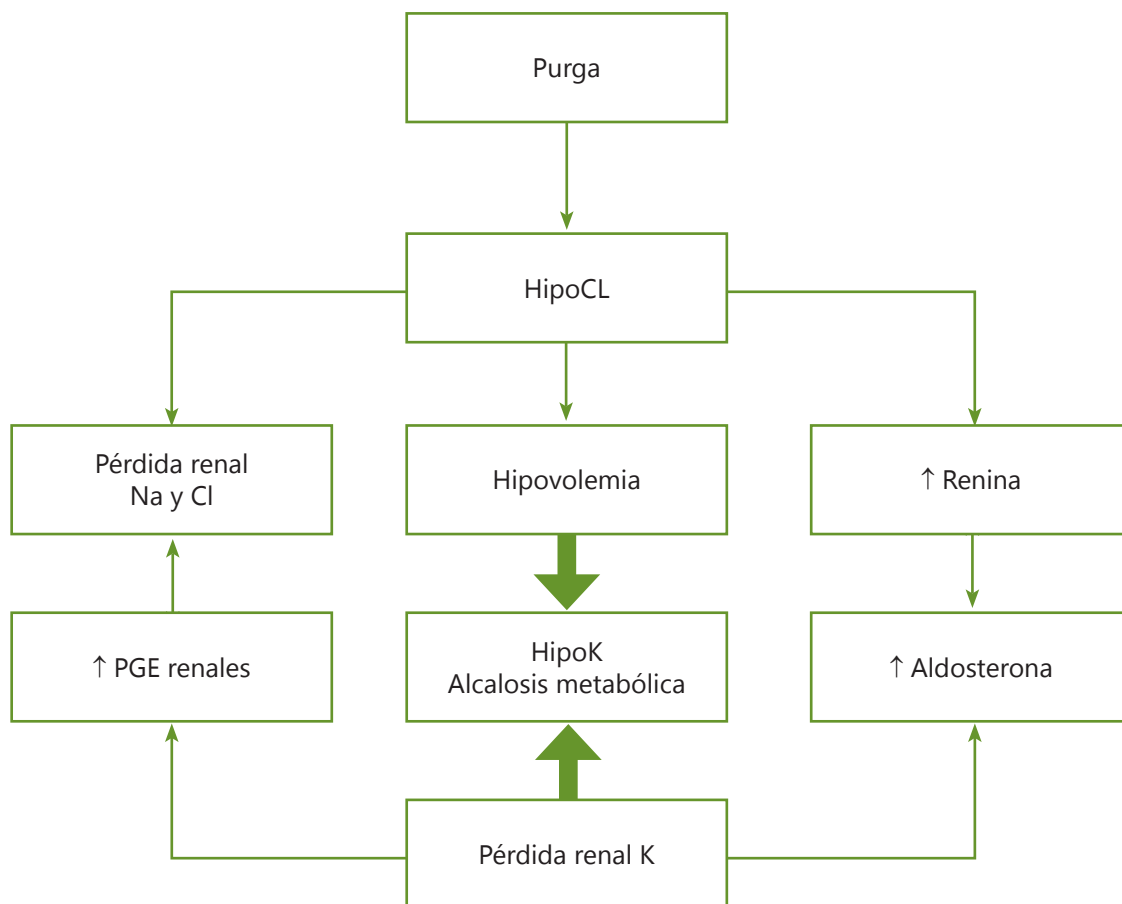 Purga
HipoCL
Pérdida renal
Na y Cl
Hipovolemia
↑ Renina
↑ PGE renales
HipoK
Alcalosis metabólica
↑ Aldosterona
Pérdida renal K